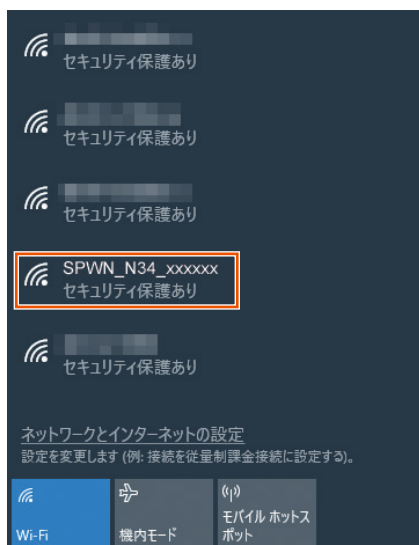 セキュリティ保護あり
セキュリティ保護あり
セキュリティ保護あり
SPWN_N34_xxxxxx
セキュリティ保護あり
セキュリティ保護あり
ネットワークとインターネットの設定
設定を変更します (例: 接続を従量制課金接続に設定する)。
Wi-Fi
機内モード
モバイル ホットス
ポット